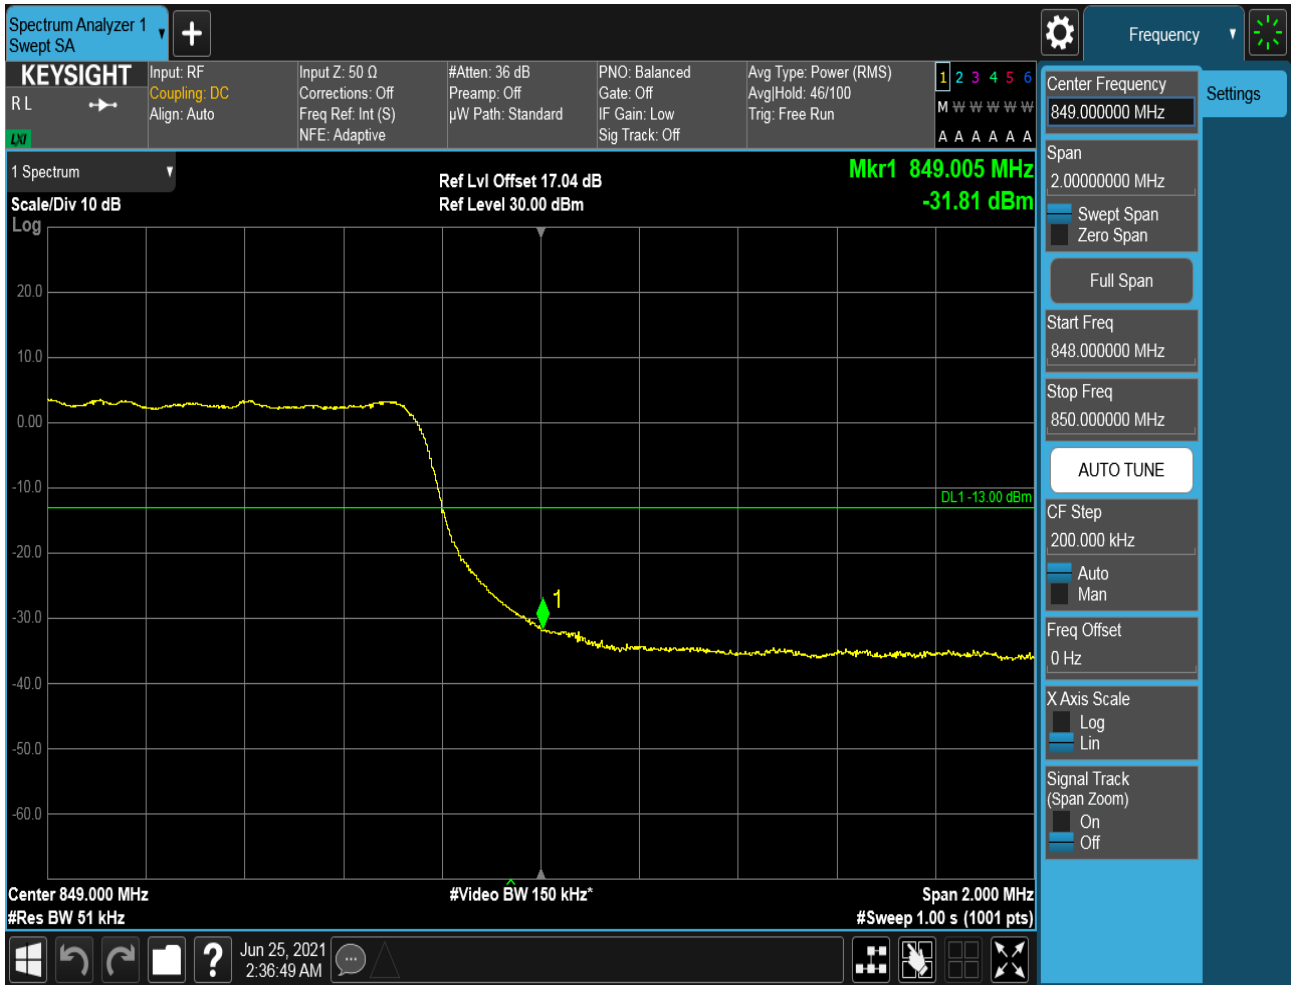 Spectrum Analyzer 1
Swept SA
Frequency
KEYSIGHT
R L
LXI
Input: RF
Coupling: DC
Align: Auto
Input Z: 50 Ω
Corrections: Off
Freq Ref: Int (S)
NFE: Adaptive
#Atten: 36 dB
Preamp: Off
µW Path: Standard
PNO: Balanced
Gate: Off
IF Gain: Low
Sig Track: Off
Avg Type: Power (RMS)
Avg|Hold: 46/100
Trig: Free Run
1 2 3 4 5 6
M W W W W W
A A A A A A
1 Spectrum
Scale/Div 10 dB
Log
Ref Lvl Offset 17.04 dB
Ref Level 30.00 dBm
Mkr1 849.005 MHz
-31.81 dBm
20.0
10.0
0.00
-10.0
-20.0
-30.0
-40.0
-50.0
-60.0
DL1 -13.00 dBm
1
Center 849.000 MHz
#Res BW 51 kHz
#Video BW 150 kHz*
Span 2.000 MHz
#Sweep 1.00 s (1001 pts)
Center Frequency
849.000000 MHz
Settings
Span
2.00000000 MHz
Swept Span
Zero Span
Full Span
Start Freq
848.000000 MHz
Stop Freq
850.000000 MHz
AUTO TUNE
CF Step
200.000 kHz
Auto
Man
Freq Offset
0 Hz
X Axis Scale
Log
Lin
Signal Track
(Span Zoom)
On
Off
?
Jun 25, 2021
2:36:49 AM